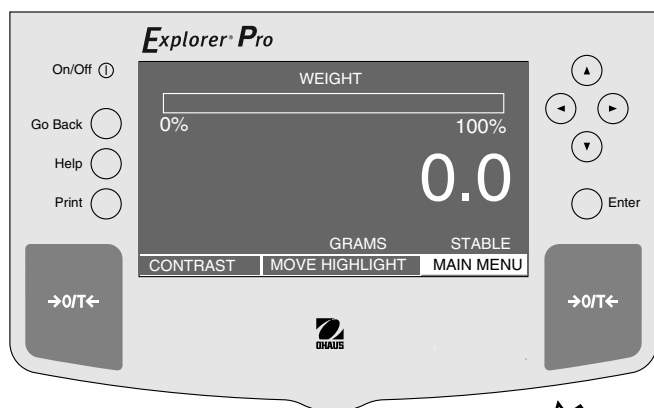 Explorer® Pro
On/Off
WEIGHT
Go Back
0% 100%
Help
0.0
Print
Enter
GRAMS STABLE
CONTRAST MOVE HIGHLIGHT MAIN MENU
→0/T← →0/T←
OHAUS